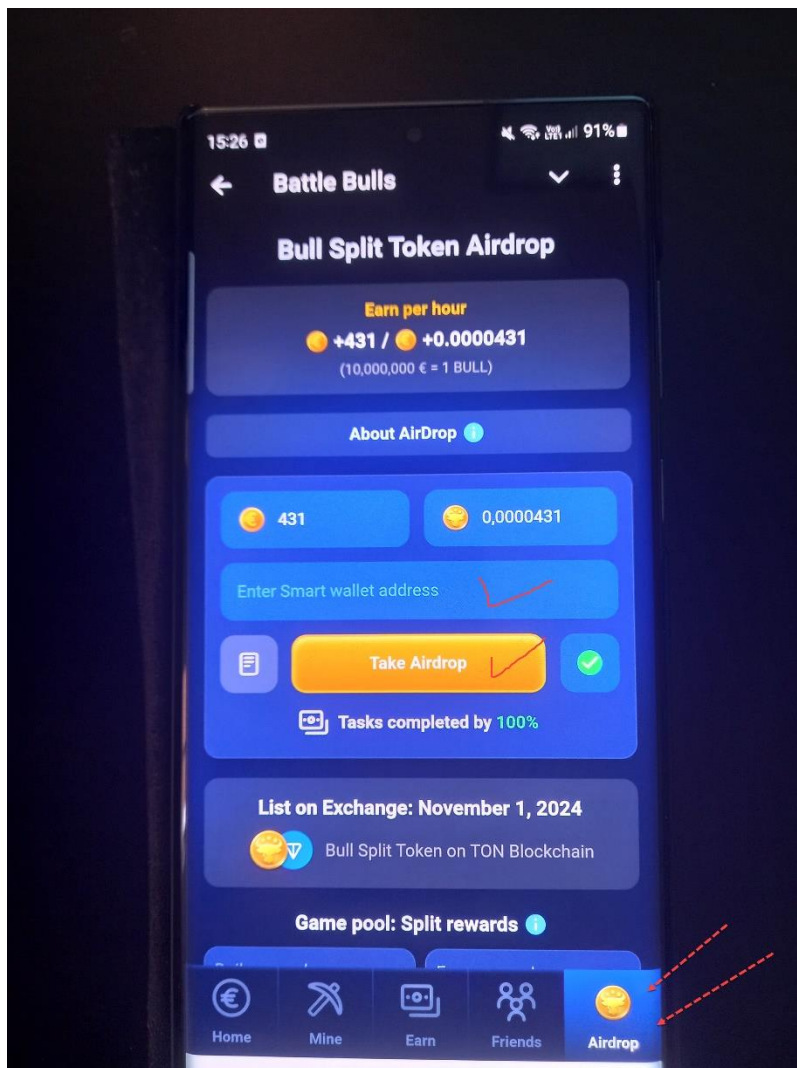 15:26 91%
Battle Bulls
Bull Split Token Airdrop
Earn per hour
+431 / +0.0000431
(10,000,000 € = 1 BULL)
About AirDrop
431 0,0000431
Enter Smart wallet address
Take Airdrop
Tasks completed by 100%
List on Exchange: November 1, 2024
Bull Split Token on TON Blockchain
Game pool: Split rewards
Home Mine Earn Friends Airdrop